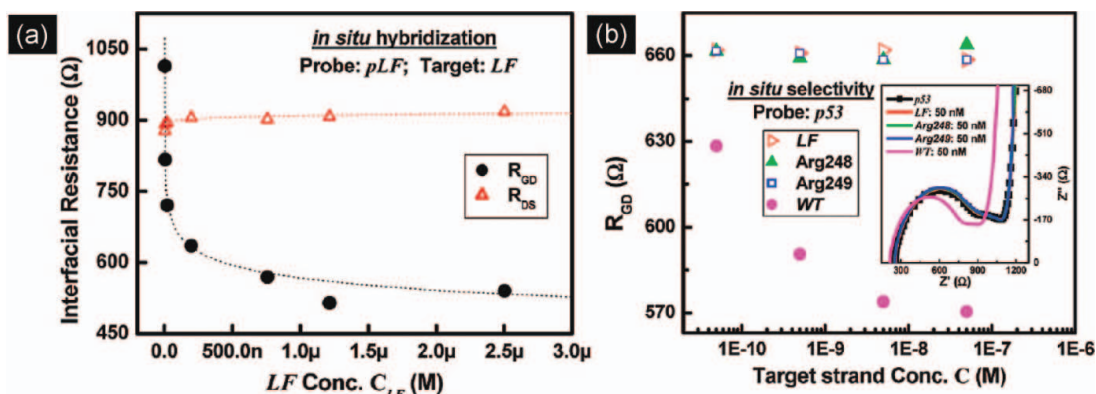 (a)
in situ hybridization
Probe: pLF; Target: LF
Interfacial Resistance (Ω)
1050
900
750
600
450
R_GD
R_DS
0.0 500.0n 1.0µ 1.5µ 2.0µ 2.5µ 3.0µ
LF Conc. C_LF (M)
(b)
R_GD (Ω)
660
630
600
570
in situ selectivity
Probe: p53
LF
Arg248
Arg249
WT
p53
LF: 50 nM
Arg248: 50 nM
Arg249: 50 nM
WT: 50 nM
-680
-510
-340
-170
0
Z'' (Ω)
300 600 900 1200
Z' (Ω)
1E-10 1E-9 1E-8 1E-7 1E-6
Target strand Conc. C (M)